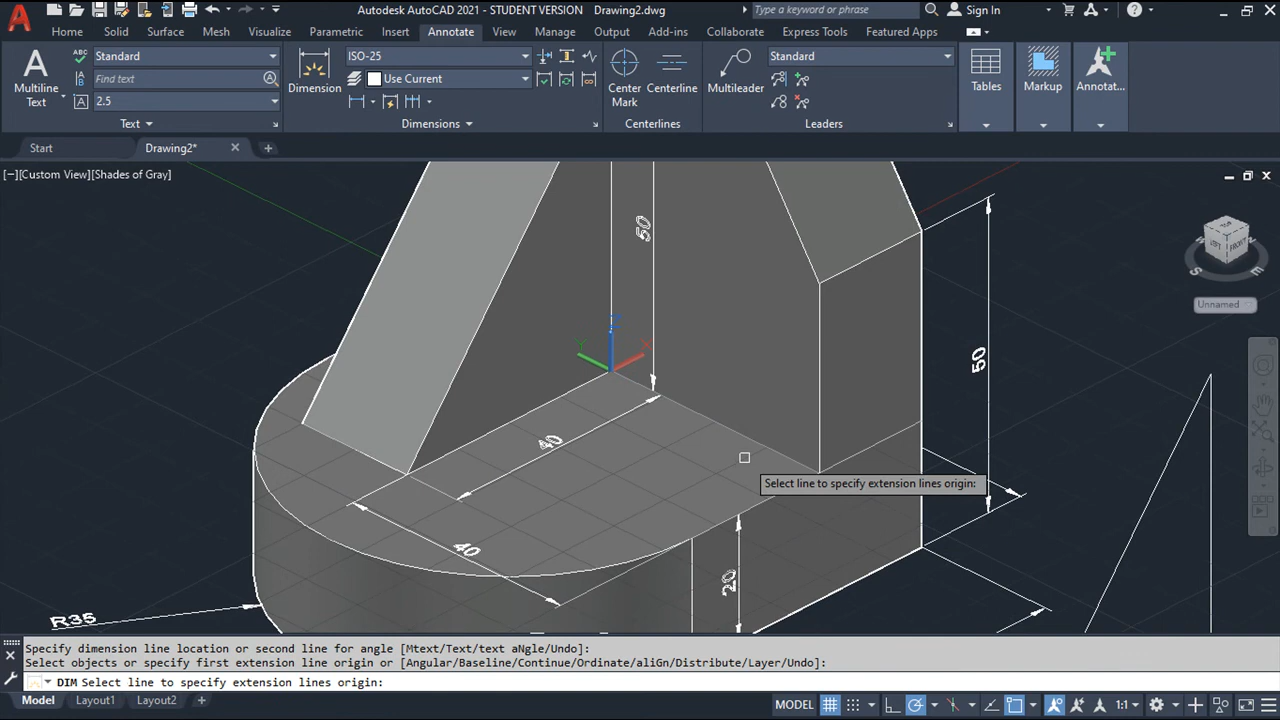 Autodesk AutoCAD 2021 - STUDENT VERSION Drawing2.dwg
Type a keyword or phrase
Sign In
Home Insert Annotate View Manage Output Add-ins Collaborate Express Tools Featured Apps
Solid Surface Mesh Visualize Parametric
Multiline Text
Standard
Find text
2.5
Text
Dimension
ISO-25
Use Current
Dimensions
Center Mark
Centerline
Centerlines
Multileader
Standard
Leaders
Tables
Markup
Annotat...
Start
Drawing2*
[−][Custom View][Shades of Gray]
TOP
LEFT
FRONT
S
E
Unnamed
50
Z
Y
X
50
40
Select line to specify extension lines origin:
40
20
R35
Specify dimension line location or second line for angle [Mtext/Text/text aNgle/Undo]:
Select objects or specify first extension line origin or [Angular/Baseline/Continue/Ordinate/aliGn/Distribute/Layer/Undo]:
DIM Select line to specify extension lines origin:
Model Layout1 Layout2
MODEL
1:1